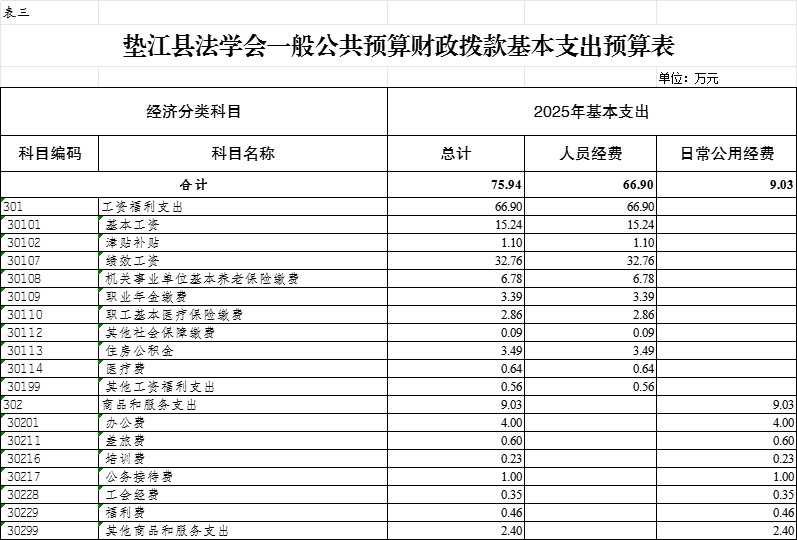 表三
垫江县法学会一般公共预算财政拨款基本支出预算表
单位：万元
经济分类科目 2025年基本支出
科目编码 科目名称 总计 人员经费 日常公用经费
合计 75.94 66.90 9.03
301 工资福利支出 66.90 66.90
30101 基本工资 15.24 15.24
30102 津贴补贴 1.10 1.10
30107 绩效工资 32.76 32.76
30108 机关事业单位基本养老保险缴费 6.78 6.78
30109 职业年金缴费 3.39 3.39
30110 职工基本医疗保险缴费 2.86 2.86
30112 其他社会保障缴费 0.09 0.09
30113 住房公积金 3.49 3.49
30114 医疗费 0.64 0.64
30199 其他工资福利支出 0.56 0.56
302 商品和服务支出 9.03 9.03
30201 办公费 4.00 4.00
30211 差旅费 0.60 0.60
30216 培训费 0.23 0.23
30217 公务接待费 1.00 1.00
30228 工会经费 0.35 0.35
30229 福利费 0.46 0.46
30299 其他商品和服务支出 2.40 2.40